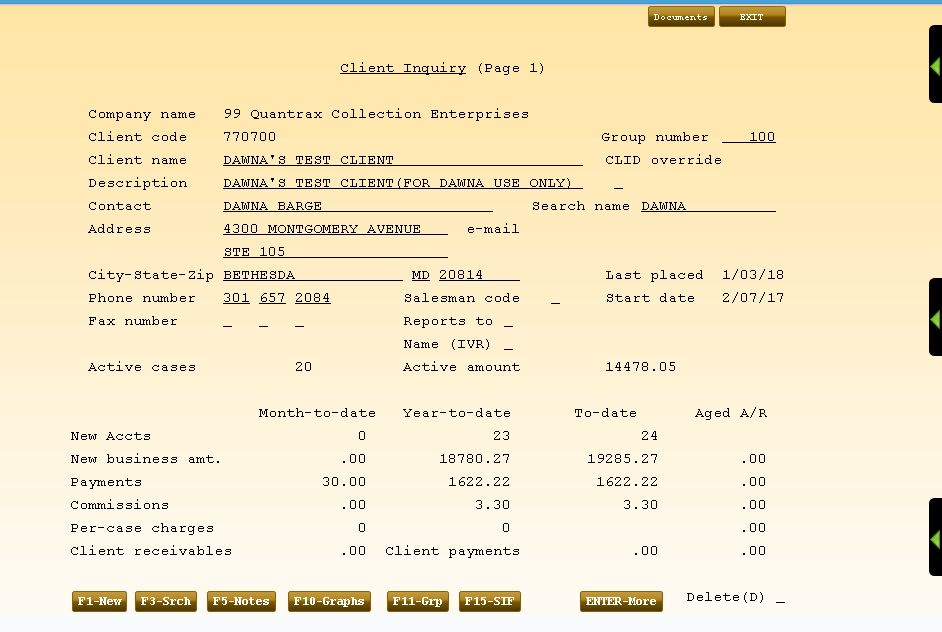 Documents EXIT
Client Inquiry (Page 1)
Company name 99 Quantrax Collection Enterprises
Client code 770700 Group number 100
Client name DAWNA'S TEST CLIENT CLID override
Description DAWNA'S TEST CLIENT(FOR DAWNA USE ONLY)
Contact DAWNA BARGE Search name DAWNA
Address 4300 MONTGOMERY AVENUE e-mail
STE 105
City-State-Zip BETHESDA MD 20814 Last placed 1/03/18
Phone number 301 657 2084 Salesman code Start date 2/07/17
Fax number Reports to
Name (IVR)
Active cases 20 Active amount 14478.05
Month-to-date Year-to-date To-date Aged A/R
New Accts 0 23 24
New business amt. .00 18780.27 19285.27 .00
Payments 30.00 1622.22 1622.22 .00
Commissions .00 3.30 3.30 .00
Per-case charges 0 0 .00
Client receivables .00 Client payments .00 .00
F1-New F3-Srch F5-Notes F10-Graphs F11-Grp F15-SIF ENTER-More Delete(D)